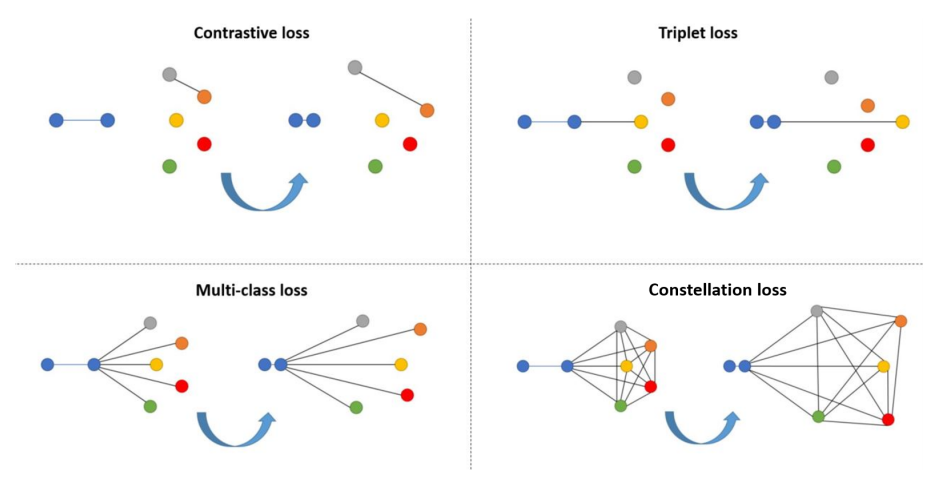 Contrastive loss
Triplet loss
Multi-class loss
Constellation loss